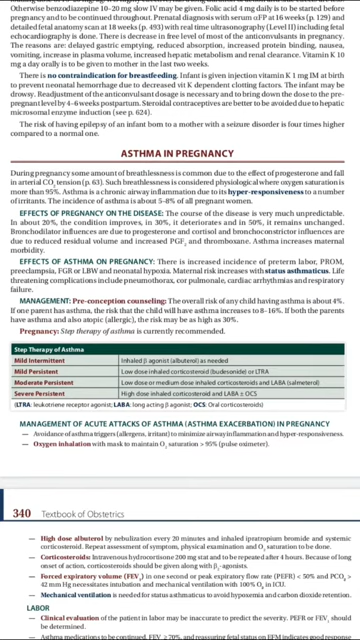 Otherwise benzodiazepine 10–20 mg slow IV may be given. Folic acid 4 mg daily is to be started before
pregnancy and to be continued throughout. Prenatal diagnosis with serum αFP at 16 weeks (p. 129) and
detailed fetal anatomy scan at 18 weeks (p. 493) with real time ultrasonography (Level II) including fetal
echocardiography is done. There is decrease in free level of most of the anticonvulsants in pregnancy.
The reasons are: delayed gastric emptying, reduced absorption, increased protein binding, nausea,
vomiting, increase in plasma volume, increased hepatic metabolism and renal clearance. Vitamin K 10
mg a day orally is to be given to mother in the last two weeks.
There is no contraindication for breastfeeding. Infant is given injection vitamin K 1 mg IM at birth
to prevent neonatal hemorrhage due to decreased vit K dependent clotting factors. The infant may be
drowsy. Readjustment of the anticonvulsant dosage is necessary and to bring down the dose to the pre-
pregnant level by 4–6 weeks postpartum. Steroidal contraceptives are better to be avoided due to hepatic
microsomal enzyme induction (see p. 624).
The risk of having epilepsy of an infant born to a mother with a seizure disorder is four times higher
compared to a normal one.
ASTHMA IN PREGNANCY
During pregnancy some amount of breathlessness is common due to the effect of progesterone and fall
in arterial CO2 tension (p. 63). Such breathlessness is considered physiological where oxygen saturation is
more than 95%. Asthma is a chronic airway inflammation due to its hyper-responsiveness to a number
of irritants. The incidence of asthma is about 5–8% of all pregnant women.
EFFECTS OF PREGNANCY ON THE DISEASE: The course of the disease is very much unpredictable.
In about 20%, the condition improves, in 30%, it deteriorates and in 50%, it remains unchanged.
Bronchodilator influences are due to progesterone and cortisol and bronchoconstrictor influences are
due to reduced residual volume and increased PGF2 and thromboxane. Asthma increases maternal
morbidity.
EFFECTS OF ASTHMA ON PREGNANCY: There is increased incidence of preterm labor, PROM,
preeclampsia, FGR or LBW and neonatal hypoxia. Maternal risk increases with status asthmaticus. Life
threatening complications include pneumothorax, cor pulmonale, cardiac arrhythmias and respiratory
failure.
MANAGEMENT: Pre-conception counseling: The overall risk of any child having asthma is about 4%.
If one parent has asthma, the risk that the child will have asthma increases to 8–16%. If both the parents
have asthma and also atopic (allergic), the risk may be as high as 30%.
Pregnancy: Step therapy of asthma is currently recommended.
Step Therapy of Asthma
Mild Intermittent Inhaled β agonist (albuterol) as needed
Mild Persistent Low dose inhaled corticosteroid (budesonide) or LTRA
Moderate Persistent Low dose or medium dose inhaled corticosteroids and LABA (salmeterol)
Severe Persistent High dose inhaled corticosteroid and LABA ± OCS
(LTRA: leukotriene receptor agonist; LABA: long acting β agonist; OCS: Oral corticosteroids)
MANAGEMENT OF ACUTE ATTACKS OF ASTHMA (ASTHMA EXACERBATION) IN PREGNANCY
— Avoidance of asthma triggers (allergens, irritant) to minimize airway inflammation and hyper-responsiveness.
— Oxygen inhalation with mask to maintain O2 saturation > 95% (pulse oximeter).
340 Textbook of Obstetrics
— High dose albuterol by nebulization every 20 minutes and inhaled ipratropium bromide and systemic
corticosteroid. Repeat assessment of symptom, physical examination and O2 saturation to be done.
— Corticosteroids: Intravenous hydrocortisone 200 mg stat and to be repeated after 4 hours. Because of long
onset of action, corticosteroids should be given along with β2-agonists.
— Forced expiratory volume (FEV1) in one second or peak expiratory flow rate (PEFR) < 50% and PCO2 >
42 mm Hg necessitates intubation and mechanical ventilation with 100% O2 in ICU.
— Mechanical ventilation is needed for status asthmaticus to avoid hypoxemia and carbon dioxide retention.
LABOR
— Clinical evaluation of the patient in labor may be inaccurate to predict the severity. PEFR or FEV1 should
be determined.
— Asthma medications to be continued, FEV1 ≥ 70%, and reassuring fetal status on EFM indicates good response